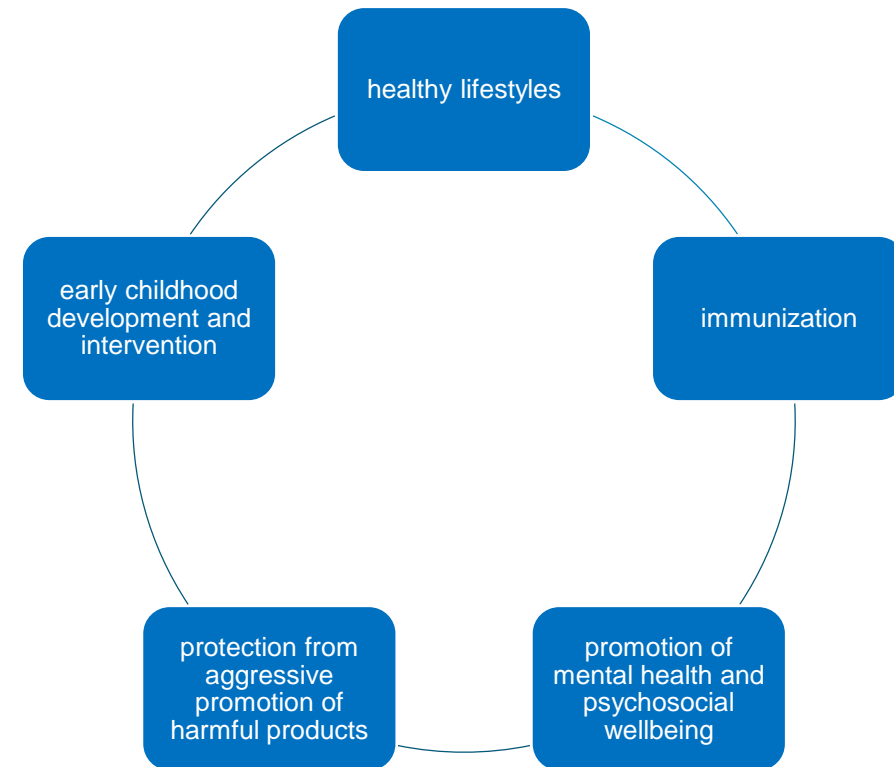 healthy lifestyles
immunization
promotion of
mental health and
psychosocial
wellbeing
protection from
aggressive
promotion of
harmful products
early childhood
development and
intervention